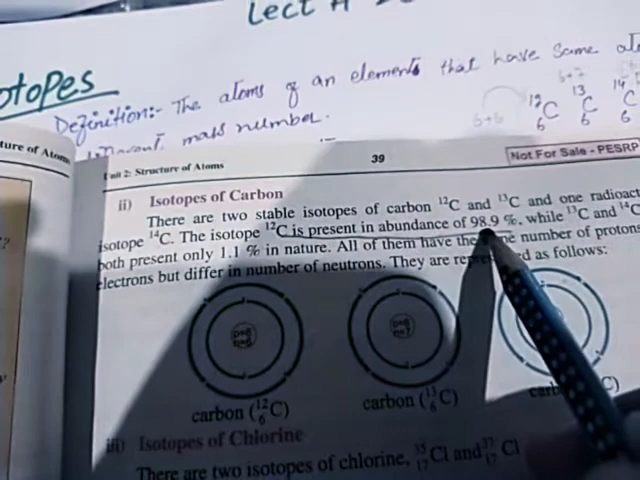 Lect #
otopes
Definition:- The atoms of an elements that have same
mass number.
12 6 C 13 6 C 14 6 C
ture of Atom
Unit 2: Structure of Atoms 39 Not For Sale - PESRP
ii) Isotopes of Carbon
There are two stable isotopes of carbon ¹²C and ¹³C and one radioact
isotope ¹⁴C. The isotope ¹²C is present in abundance of 98.9 %, while ¹³C and ¹⁴C
both present only 1.1 % in nature. All of them have the number of protons
electrons but differ in number of neutrons. They are rep d as follows:
carbon (¹²₆C) carbon (¹³₆C) C)
iii) Isotopes of Chlorine
There are two isotopes of chlorine, ³⁵₁₇Cl and ³⁷₁₇Cl